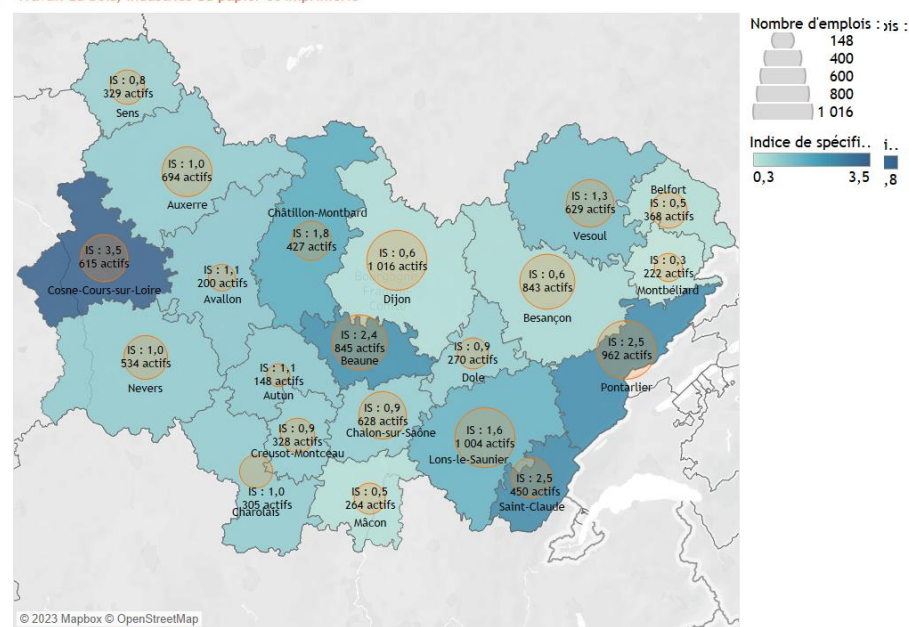 Nombre d'emplois :
148
400
600
800
1 016
Indice de spécifi..
0,3
3,5
,8
IS : 0,8
329 actifs
Sens
IS : 1,0
694 actifs
Auxerre
Châtillon-Montbard
IS : 1,8
427 actifs
IS : 1,3
629 actifs
Vesoul
Belfort
IS : 0,5
368 actifs
IS : 3,5
615 actifs
Cosne-Cours-sur-Loire
IS : 1,1
200 actifs
Avallon
IS : 0,6
1 016 actifs
Dijon
IS : 0,6
843 actifs
Besançon
IS : 0,3
222 actifs
Montbéliard
IS : 1,0
534 actifs
Nevers
IS : 1,1
148 actifs
Autun
IS : 2,4
845 actifs
Beaune
IS : 0,9
270 actifs
Dole
IS : 2,5
962 actifs
Pontarlier
IS : 0,9
328 actifs
Creusot-Montceau
IS : 0,9
628 actifs
Chalon-sur-Saône
IS : 1,6
1 004 actifs
Lons-le-Saunier
IS : 1,0
305 actifs
Charolais
IS : 0,5
264 actifs
Mâcon
IS : 2,5
450 actifs
Saint-Claude
© 2023 Mapbox © OpenStreetMap